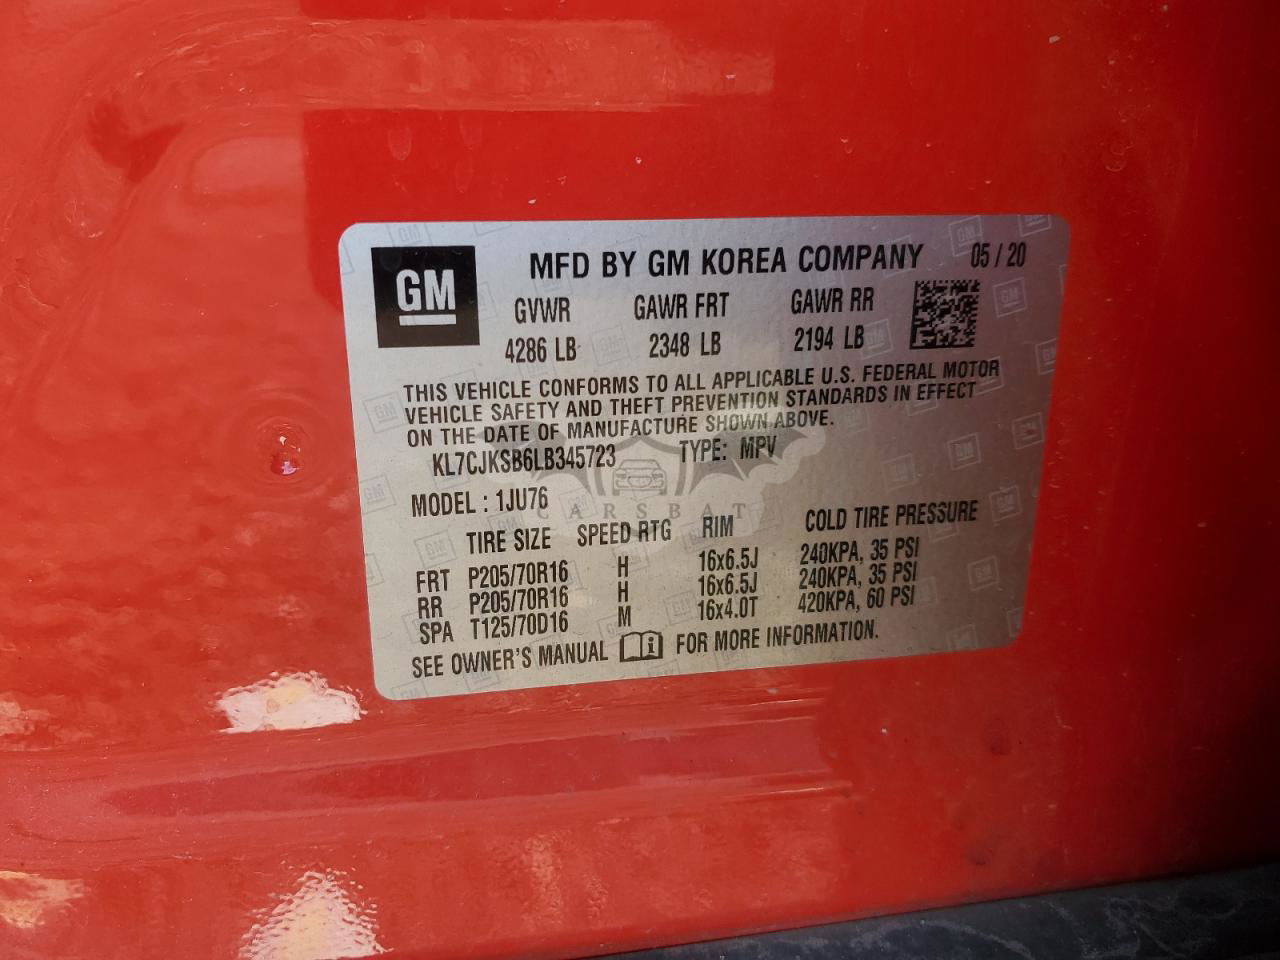 GM
MFD BY GM KOREA COMPANY 05 / 20
GVWR GAWR FRT GAWR RR
4286 LB 2348 LB 2194 LB
THIS VEHICLE CONFORMS TO ALL APPLICABLE U.S. FEDERAL MOTOR
VEHICLE SAFETY AND THEFT PREVENTION STANDARDS IN EFFECT
ON THE DATE OF MANUFACTURE SHOWN ABOVE.
KL7CJKSB6LB345723 TYPE: MPV
MODEL : 1JU76
CARSBAT
TIRE SIZE SPEED RTG RIM COLD TIRE PRESSURE
FRT P205/70R16 H 16x6.5J 240KPA, 35 PSI
RR P205/70R16 H 16x6.5J 240KPA, 35 PSI
SPA T125/70D16 M 16x4.0T 420KPA, 60 PSI
SEE OWNER'S MANUAL i FOR MORE INFORMATION.